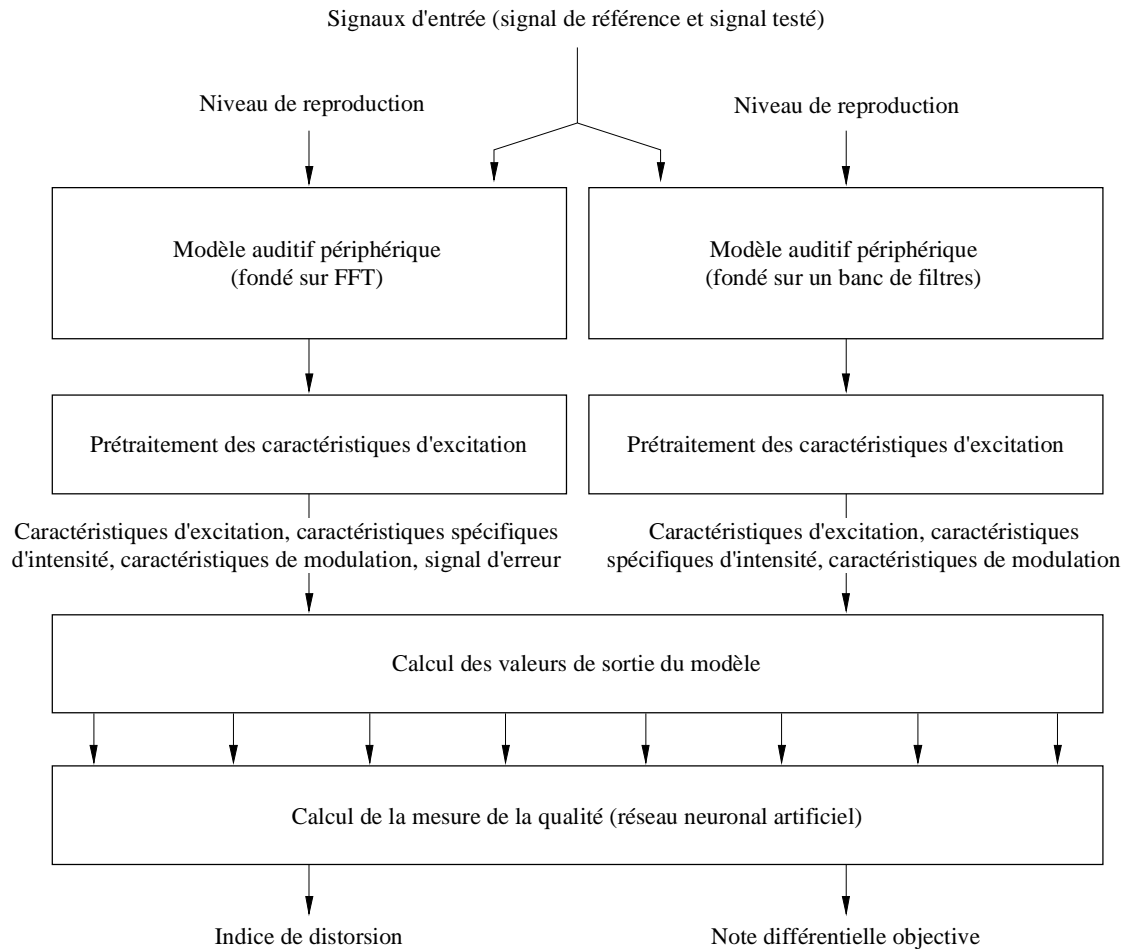 Signaux d'entrée (signal de référence et signal testé)
Niveau de reproduction
Niveau de reproduction
Modèle auditif périphérique
(fondé sur FFT)
Modèle auditif périphérique
(fondé sur un banc de filtres)
Prétraitement des caractéristiques d'excitation
Prétraitement des caractéristiques d'excitation
Caractéristiques d'excitation, caractéristiques spécifiques
d'intensité, caractéristiques de modulation, signal d'erreur
Caractéristiques d'excitation, caractéristiques
spécifiques d'intensité, caractéristiques de modulation
Calcul des valeurs de sortie du modèle
Calcul de la mesure de la qualité (réseau neuronal artificiel)
Indice de distorsion
Note différentielle objective